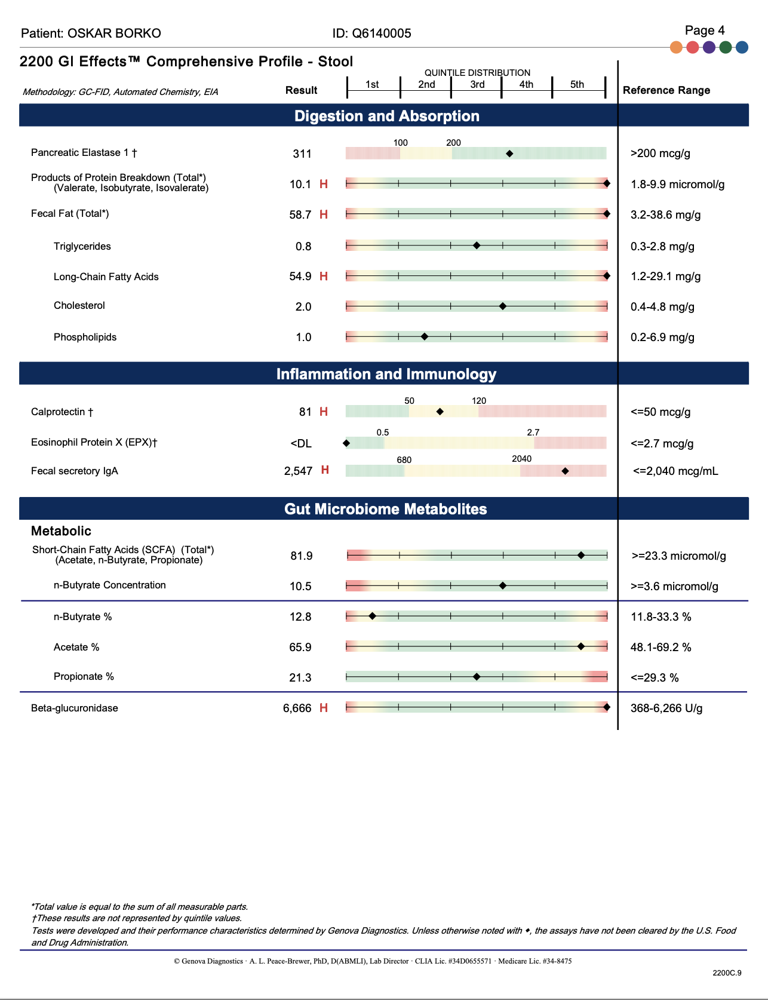 Patient: OSKAR BORKO ID: Q6140005 Page 4
2200 GI Effects™ Comprehensive Profile - Stool
QUINTILE DISTRIBUTION
Methodology: GC-FID, Automated Chemistry, EIA Result 1st 2nd 3rd 4th 5th Reference Range
Digestion and Absorption
100 200
Pancreatic Elastase 1 † 311 >200 mcg/g
Products of Protein Breakdown (Total*)
(Valerate, Isobutyrate, Isovalerate) 10.1 H 1.8-9.9 micromol/g
Fecal Fat (Total*) 58.7 H 3.2-38.6 mg/g
Triglycerides 0.8 0.3-2.8 mg/g
Long-Chain Fatty Acids 54.9 H 1.2-29.1 mg/g
Cholesterol 2.0 0.4-4.8 mg/g
Phospholipids 1.0 0.2-6.9 mg/g
Inflammation and Immunology
50 120
Calprotectin † 81 H <=50 mcg/g
0.5 2.7
Eosinophil Protein X (EPX)† <DL <=2.7 mcg/g
680 2040
Fecal secretory IgA 2,547 H <=2,040 mcg/mL
Gut Microbiome Metabolites
Metabolic
Short-Chain Fatty Acids (SCFA) (Total*)
(Acetate, n-Butyrate, Propionate) 81.9 >=23.3 micromol/g
n-Butyrate Concentration 10.5 >=3.6 micromol/g
n-Butyrate % 12.8 11.8-33.3 %
Acetate % 65.9 48.1-69.2 %
Propionate % 21.3 <=29.3 %
Beta-glucuronidase 6,666 H 368-6,266 U/g
*Total value is equal to the sum of all measurable parts.
†These results are not represented by quintile values.
Tests were developed and their performance characteristics determined by Genova Diagnostics. Unless otherwise noted with ♦, the assays have not been cleared by the U.S. Food
and Drug Administration.
© Genova Diagnostics · A. L. Peace-Brewer, PhD, D(ABMLI), Lab Director · CLIA Lic. #34D0655571 · Medicare Lic. #34-8475
2200C.9